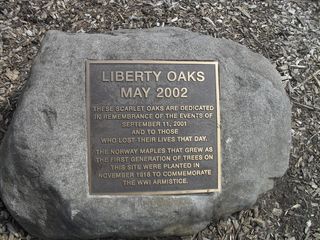 LIBERTY OAKS
MAY 2002
THESE SCARLET OAKS ARE DEDICATED
IN REMEMBRANCE OF THE EVENTS OF
SEPTEMBER 11, 2001
AND TO THOSE
WHO LOST THEIR LIVES THAT DAY.
THE NORWAY MAPLES THAT GREW AS
THE FIRST GENERATION OF TREES ON
THIS SITE WERE PLANTED IN
NOVEMBER 1918 TO COMMEMORATE
THE WWI ARMISTICE.